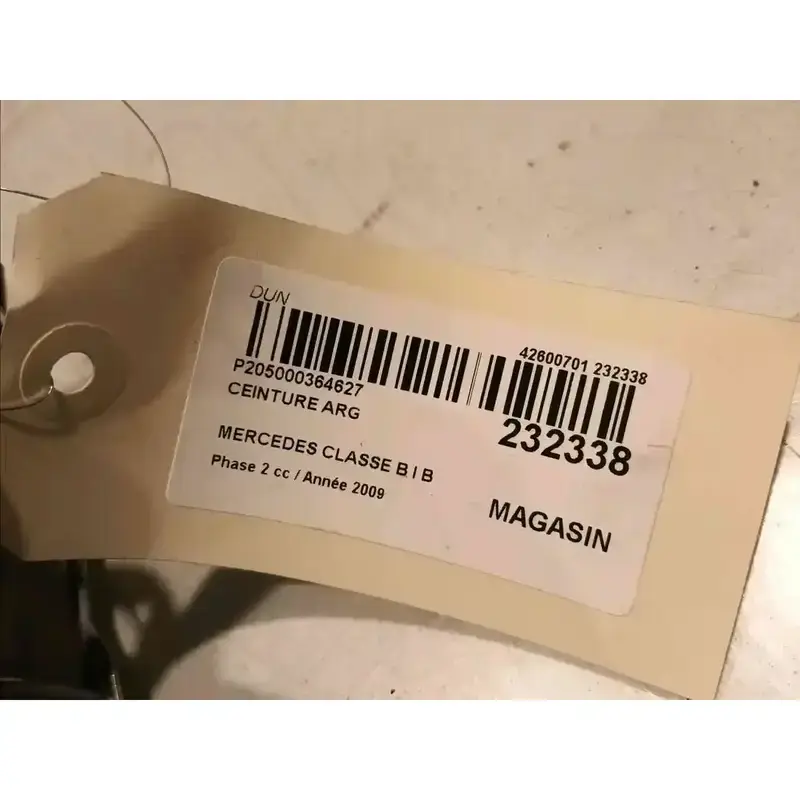 DUN
42600701 232338
P205000364627
CEINTURE ARG
232338
MERCEDES CLASSE B I B
Phase 2 cc / Année 2009
MAGASIN